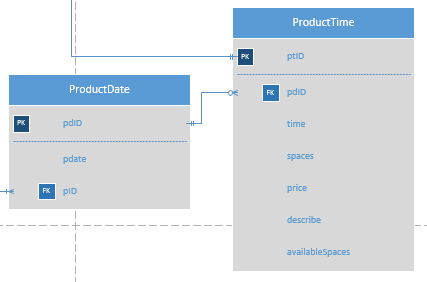 ProductDate
PK pdID
pdate
FK pID
ProductTime
PK ptID
FK pdID
time
spaces
price
describe
availableSpaces